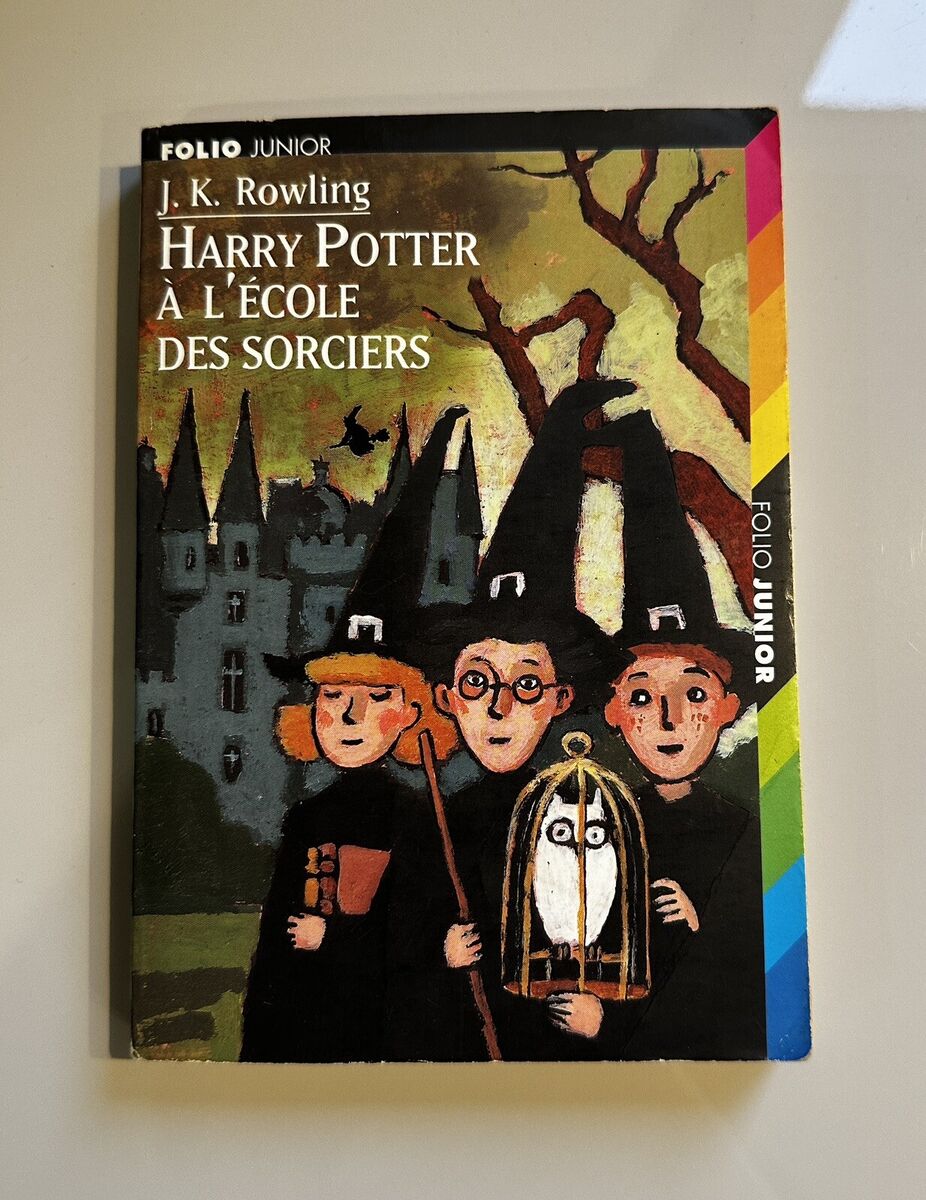 FOLIO JUNIOR
J. K. Rowling
HARRY POTTER
À L'ÉCOLE
DES SORCIERS
FOLIO JUNIOR